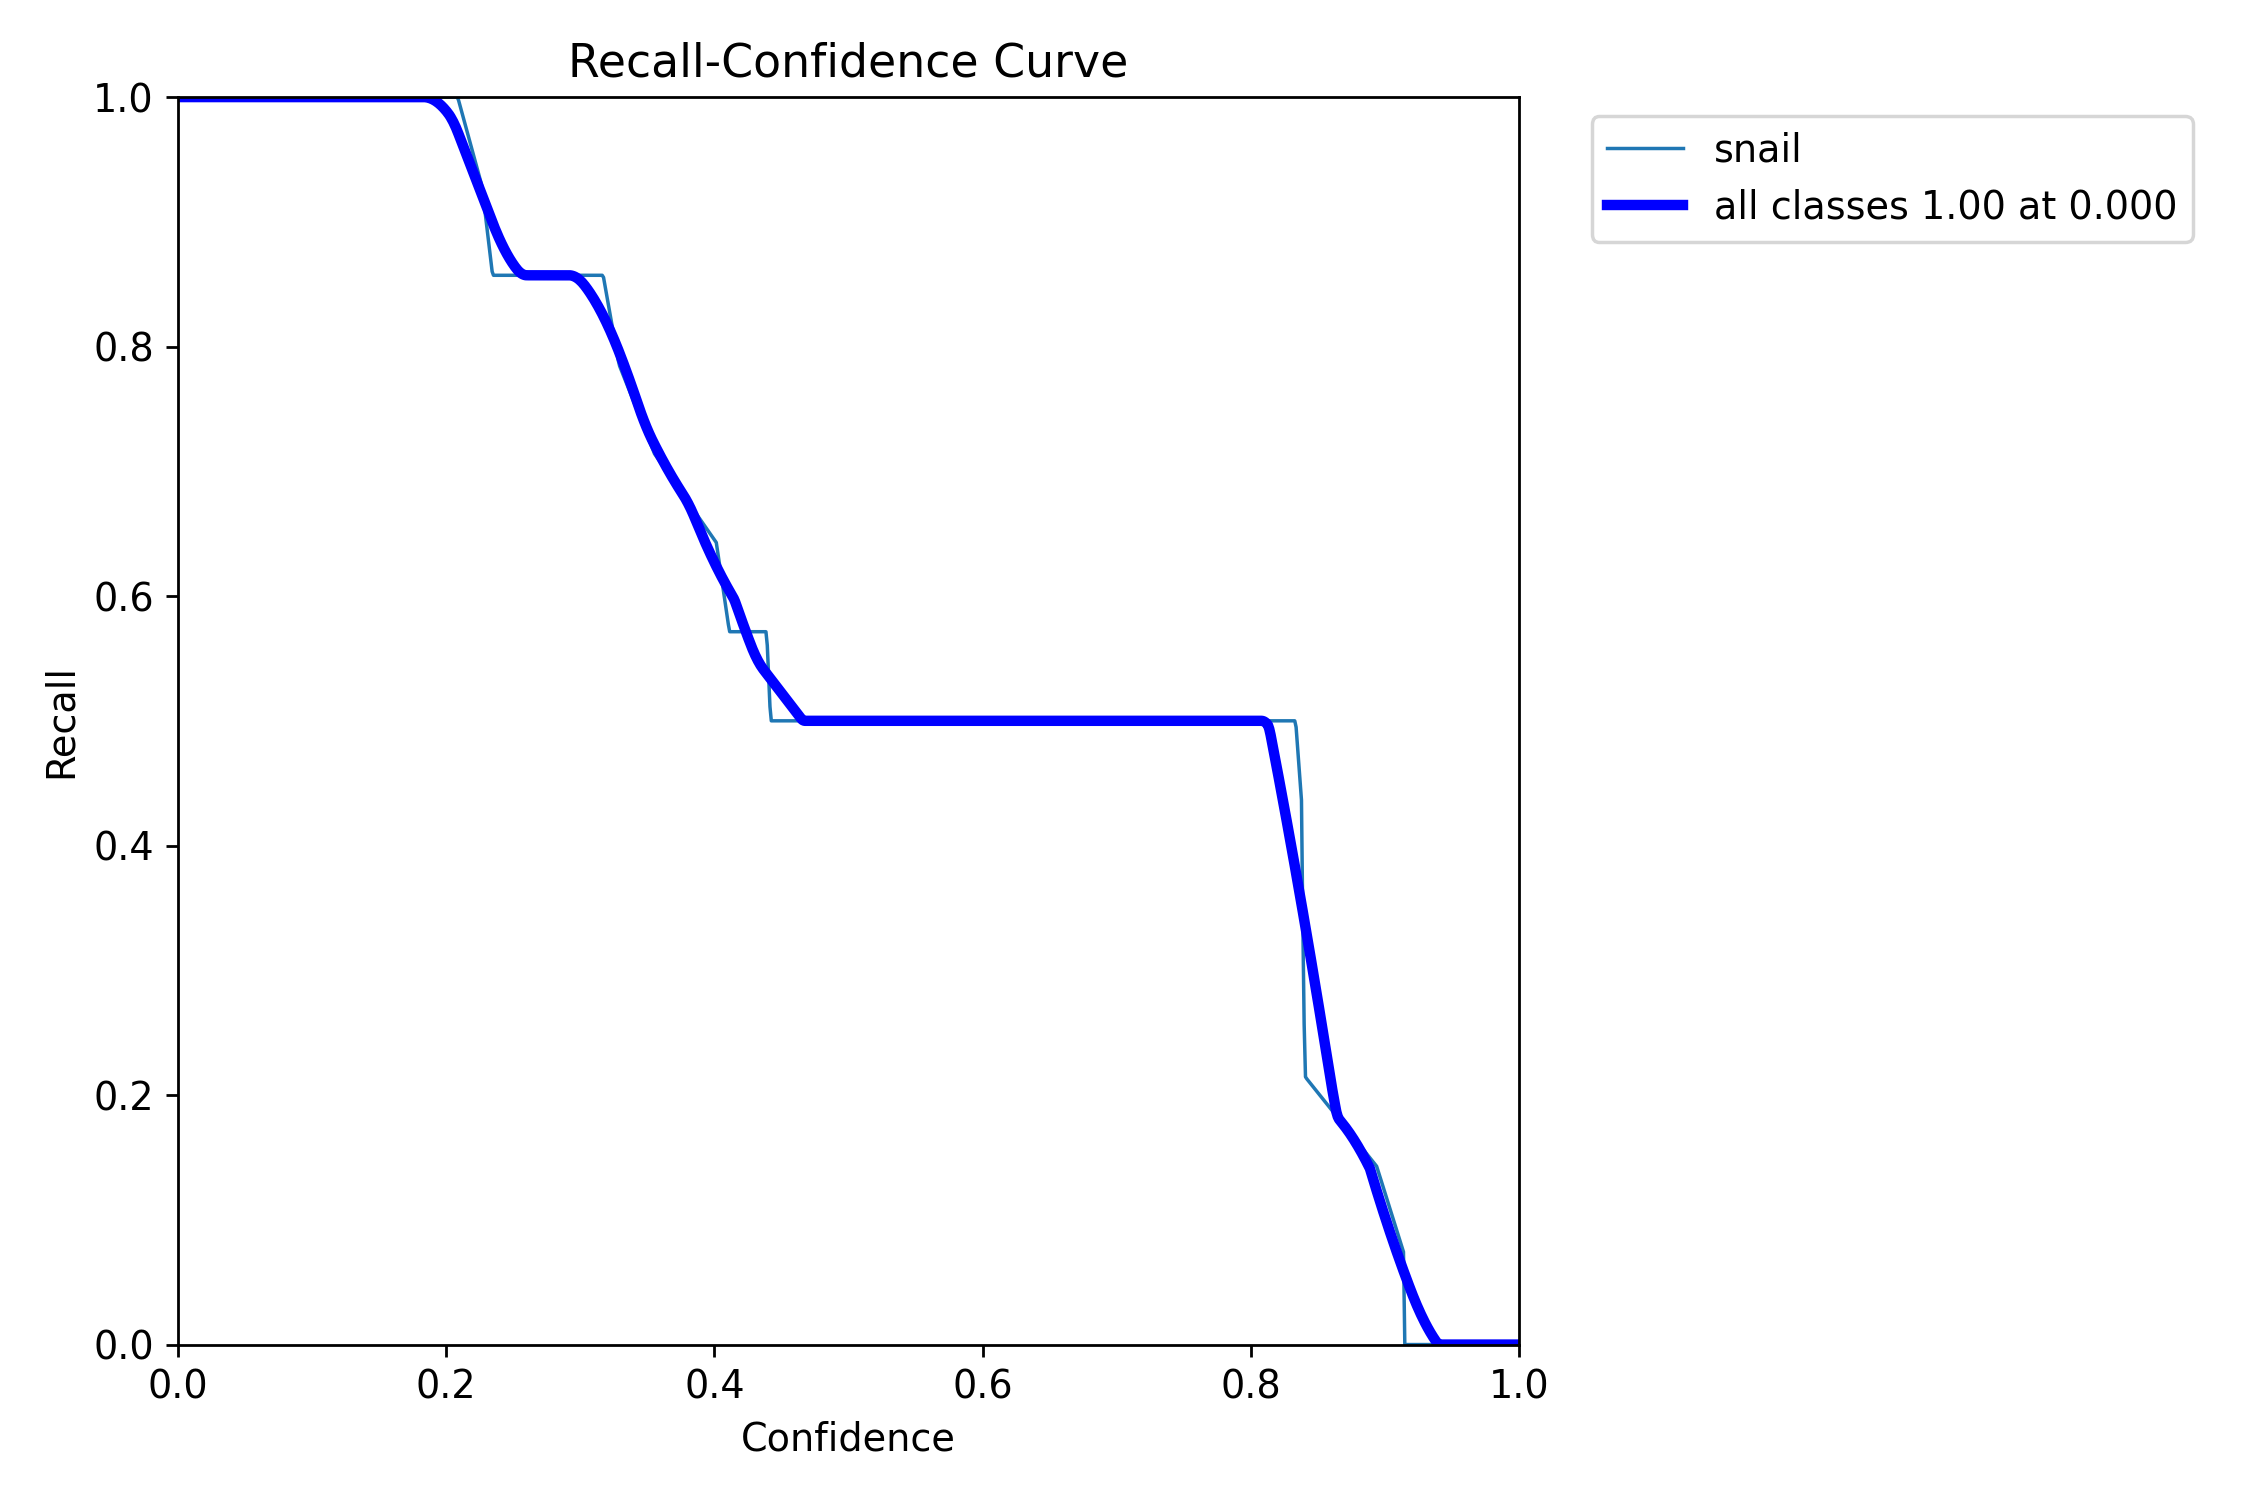 Recall-Confidence Curve
1.0
0.8
0.6
0.4
0.2
0.0
Recall
0.0 0.2 0.4 0.6 0.8 1.0
Confidence
snail
all classes 1.00 at 0.000